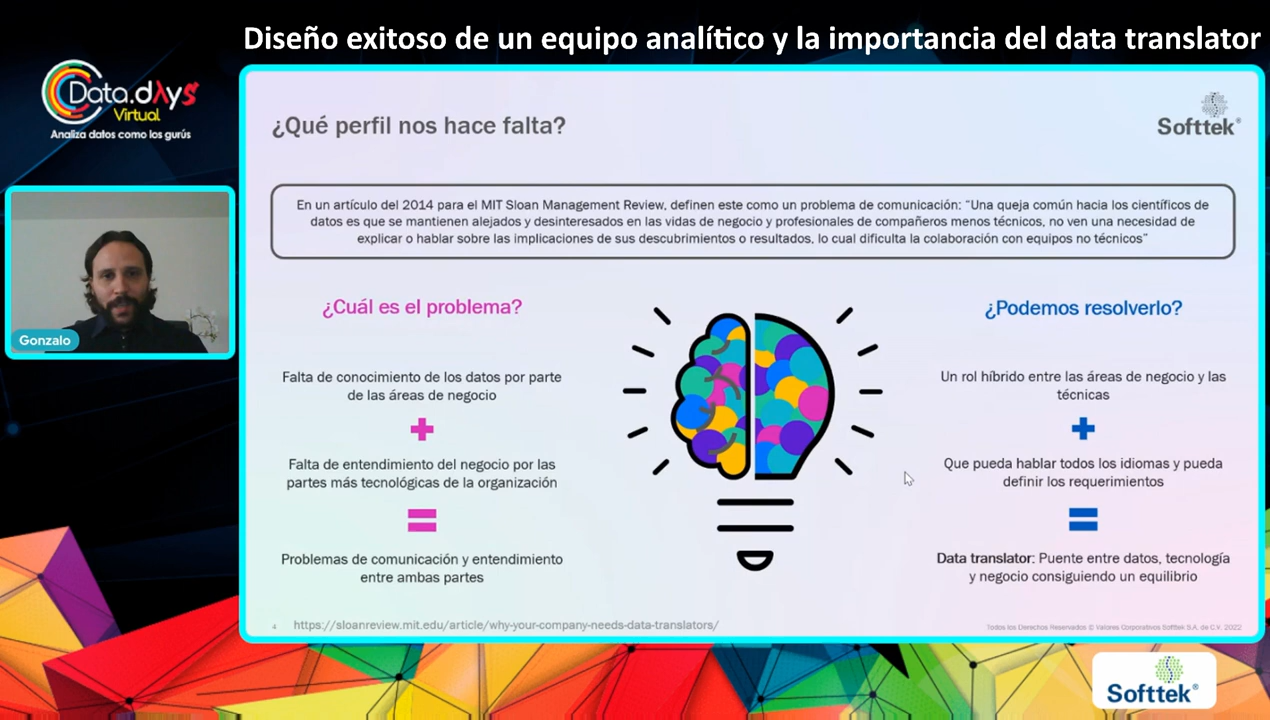 Diseño exitoso de un equipo analítico y la importancia del data translator
Data.dAys
Virtual
Analiza datos como los gurús
Gonzalo
¿Qué perfil nos hace falta?
Softtek®
En un artículo del 2014 para el MIT Sloan Management Review, definen este como un problema de comunicación: "Una queja común hacia los científicos de
datos es que se mantienen alejados y desinteresados en las vidas de negocio y profesionales de compañeros menos técnicos, no ven una necesidad de
explicar o hablar sobre las implicaciones de sus descubrimientos o resultados, lo cual dificulta la colaboración con equipos no técnicos"
¿Cuál es el problema?
Falta de conocimiento de los datos por parte
de las áreas de negocio
+
Falta de entendimiento del negocio por las
partes más tecnológicas de la organización
=
Problemas de comunicación y entendimiento
entre ambas partes
¿Podemos resolverlo?
Un rol híbrido entre las áreas de negocio y las
técnicas
+
Que pueda hablar todos los idiomas y pueda
definir los requerimientos
=
Data translator: Puente entre datos, tecnología
y negocio consiguiendo un equilibrio
4
https://sloanreview.mit.edu/article/why-your-company-needs-data-translators/
Todos los Derechos Reservados © Valores Corporativos Softtek S.A. de C.V. 2022
Softtek®